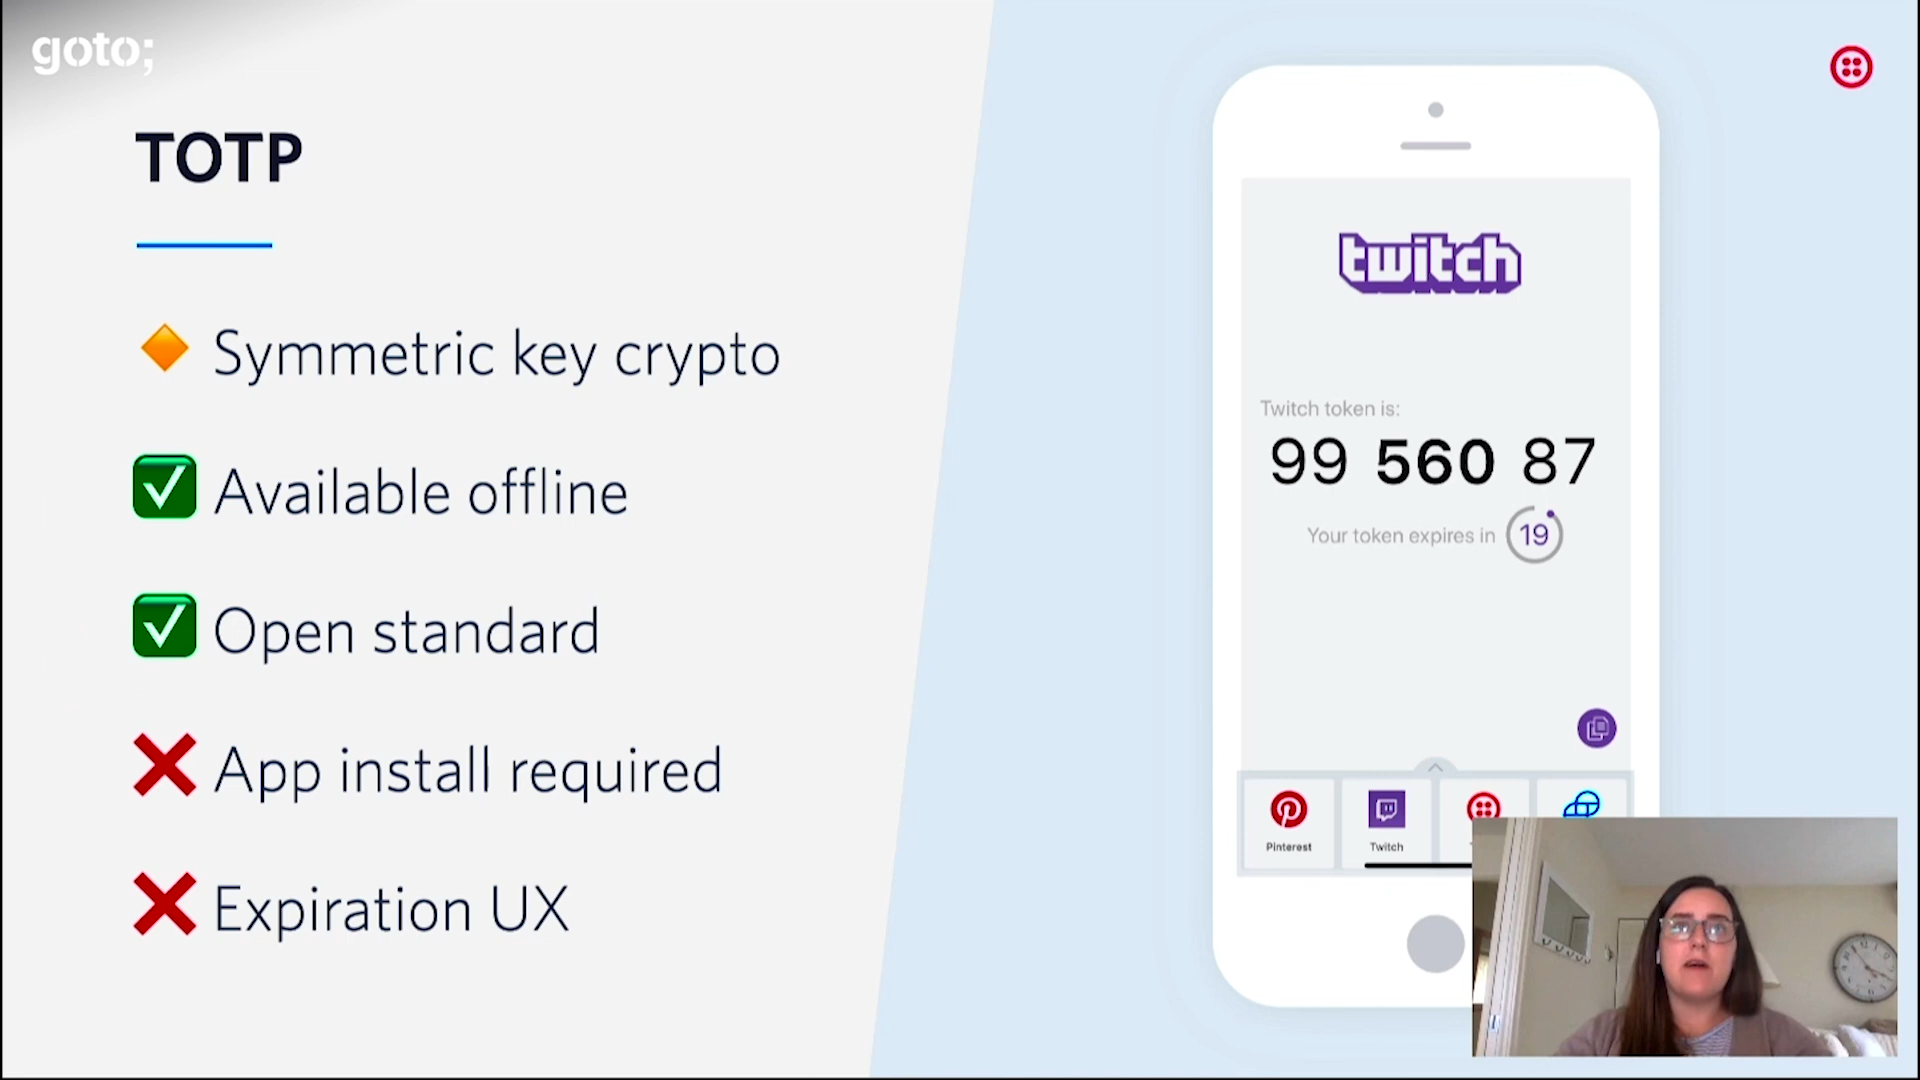 goto;
TOTP
Symmetric key crypto
Available offline
Open standard
App install required
Expiration UX
twitch
Twitch token is:
99 560 87
Your token expires in 19
Pinterest
Twitch